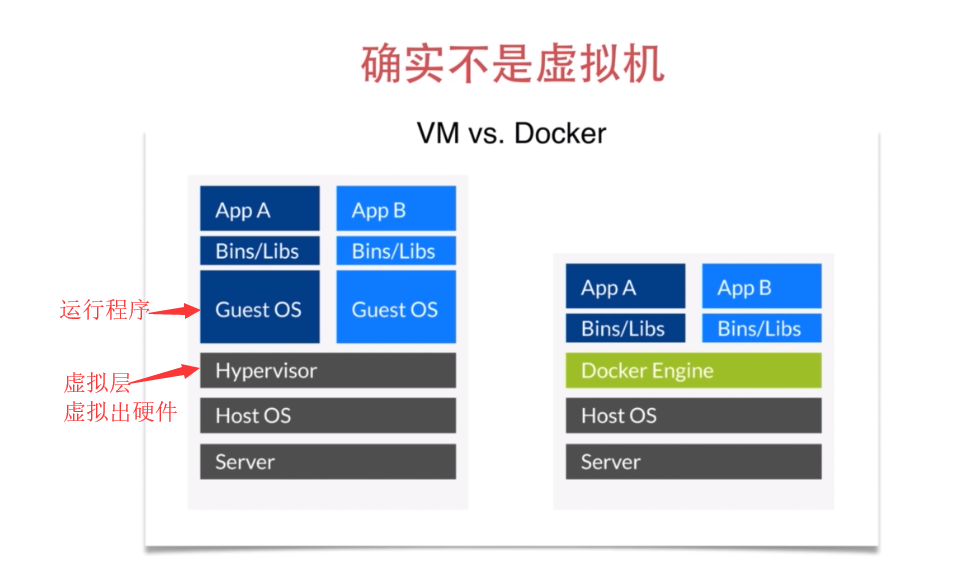 确实不是虚拟机
VM vs. Docker
App A
App B
Bins/Libs
Bins/Libs
Guest OS
Guest OS
运行程序
Hypervisor
虚拟层
虚拟出硬件
Host OS
Server
App A
App B
Bins/Libs
Bins/Libs
Docker Engine
Host OS
Server